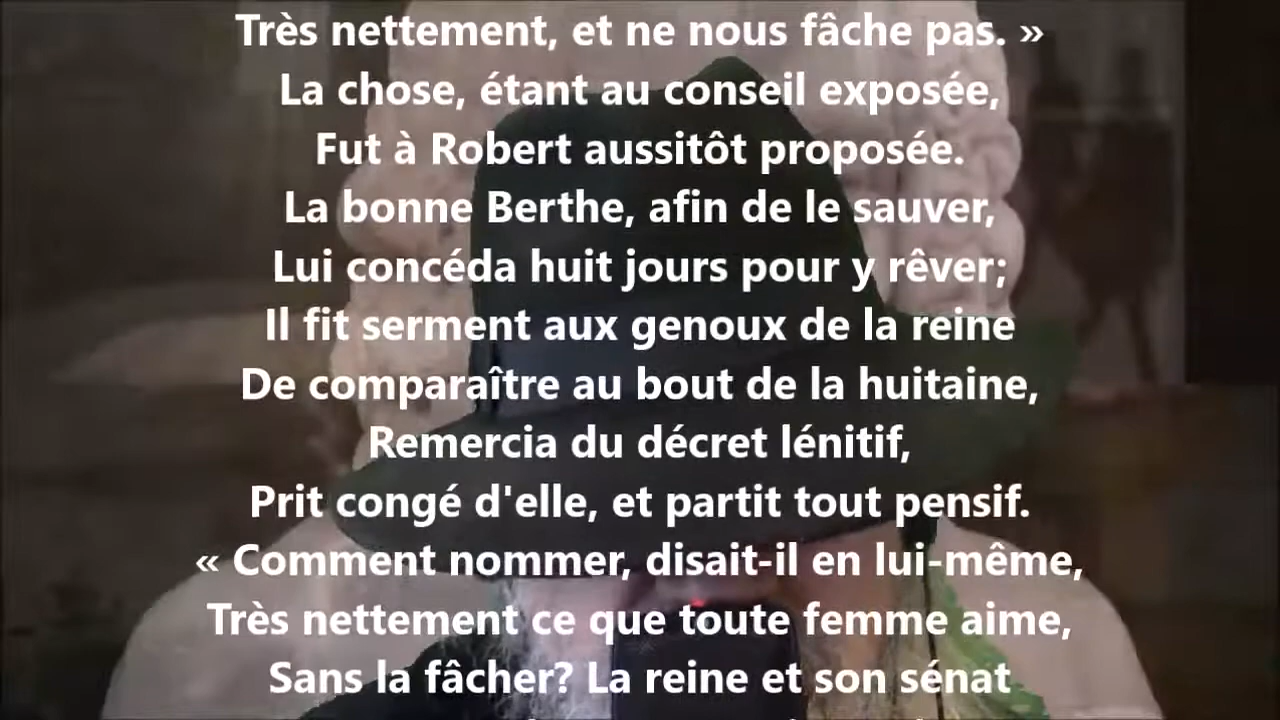 Très nettement, et ne nous fâche pas. »
La chose, étant au conseil exposée,
Fut à Robert aussitôt proposée.
La bonne Berthe, afin de le sauver,
Lui concéda huit jours pour y rêver;
Il fit serment aux genoux de la reine
De comparaître au bout de la huitaine,
Remercia du décret lénitif,
Prit congé d'elle, et partit tout pensif.
« Comment nommer, disait-il en lui-même,
Très nettement ce que toute femme aime,
Sans la fâcher? La reine et son sénat